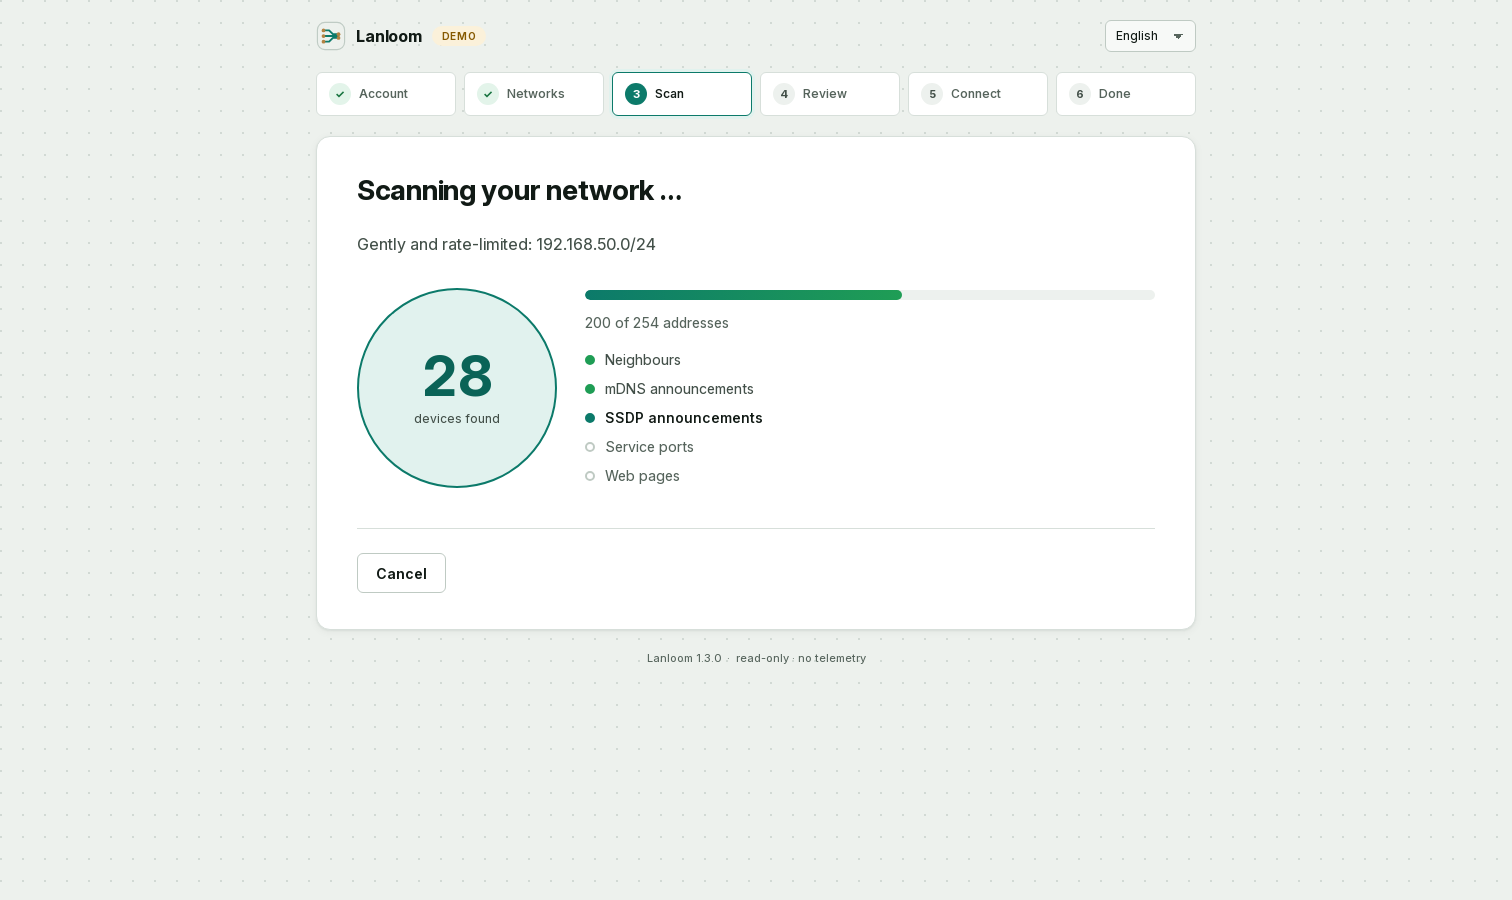 Lanloom DEMO
English
Account
Networks
3 Scan
4 Review
5 Connect
6 Done
Scanning your network ...
Gently and rate-limited: 192.168.50.0/24
28
devices found
200 of 254 addresses
Neighbours
mDNS announcements
SSDP announcements
Service ports
Web pages
Cancel
Lanloom 1.3.0 · read-only · no telemetry